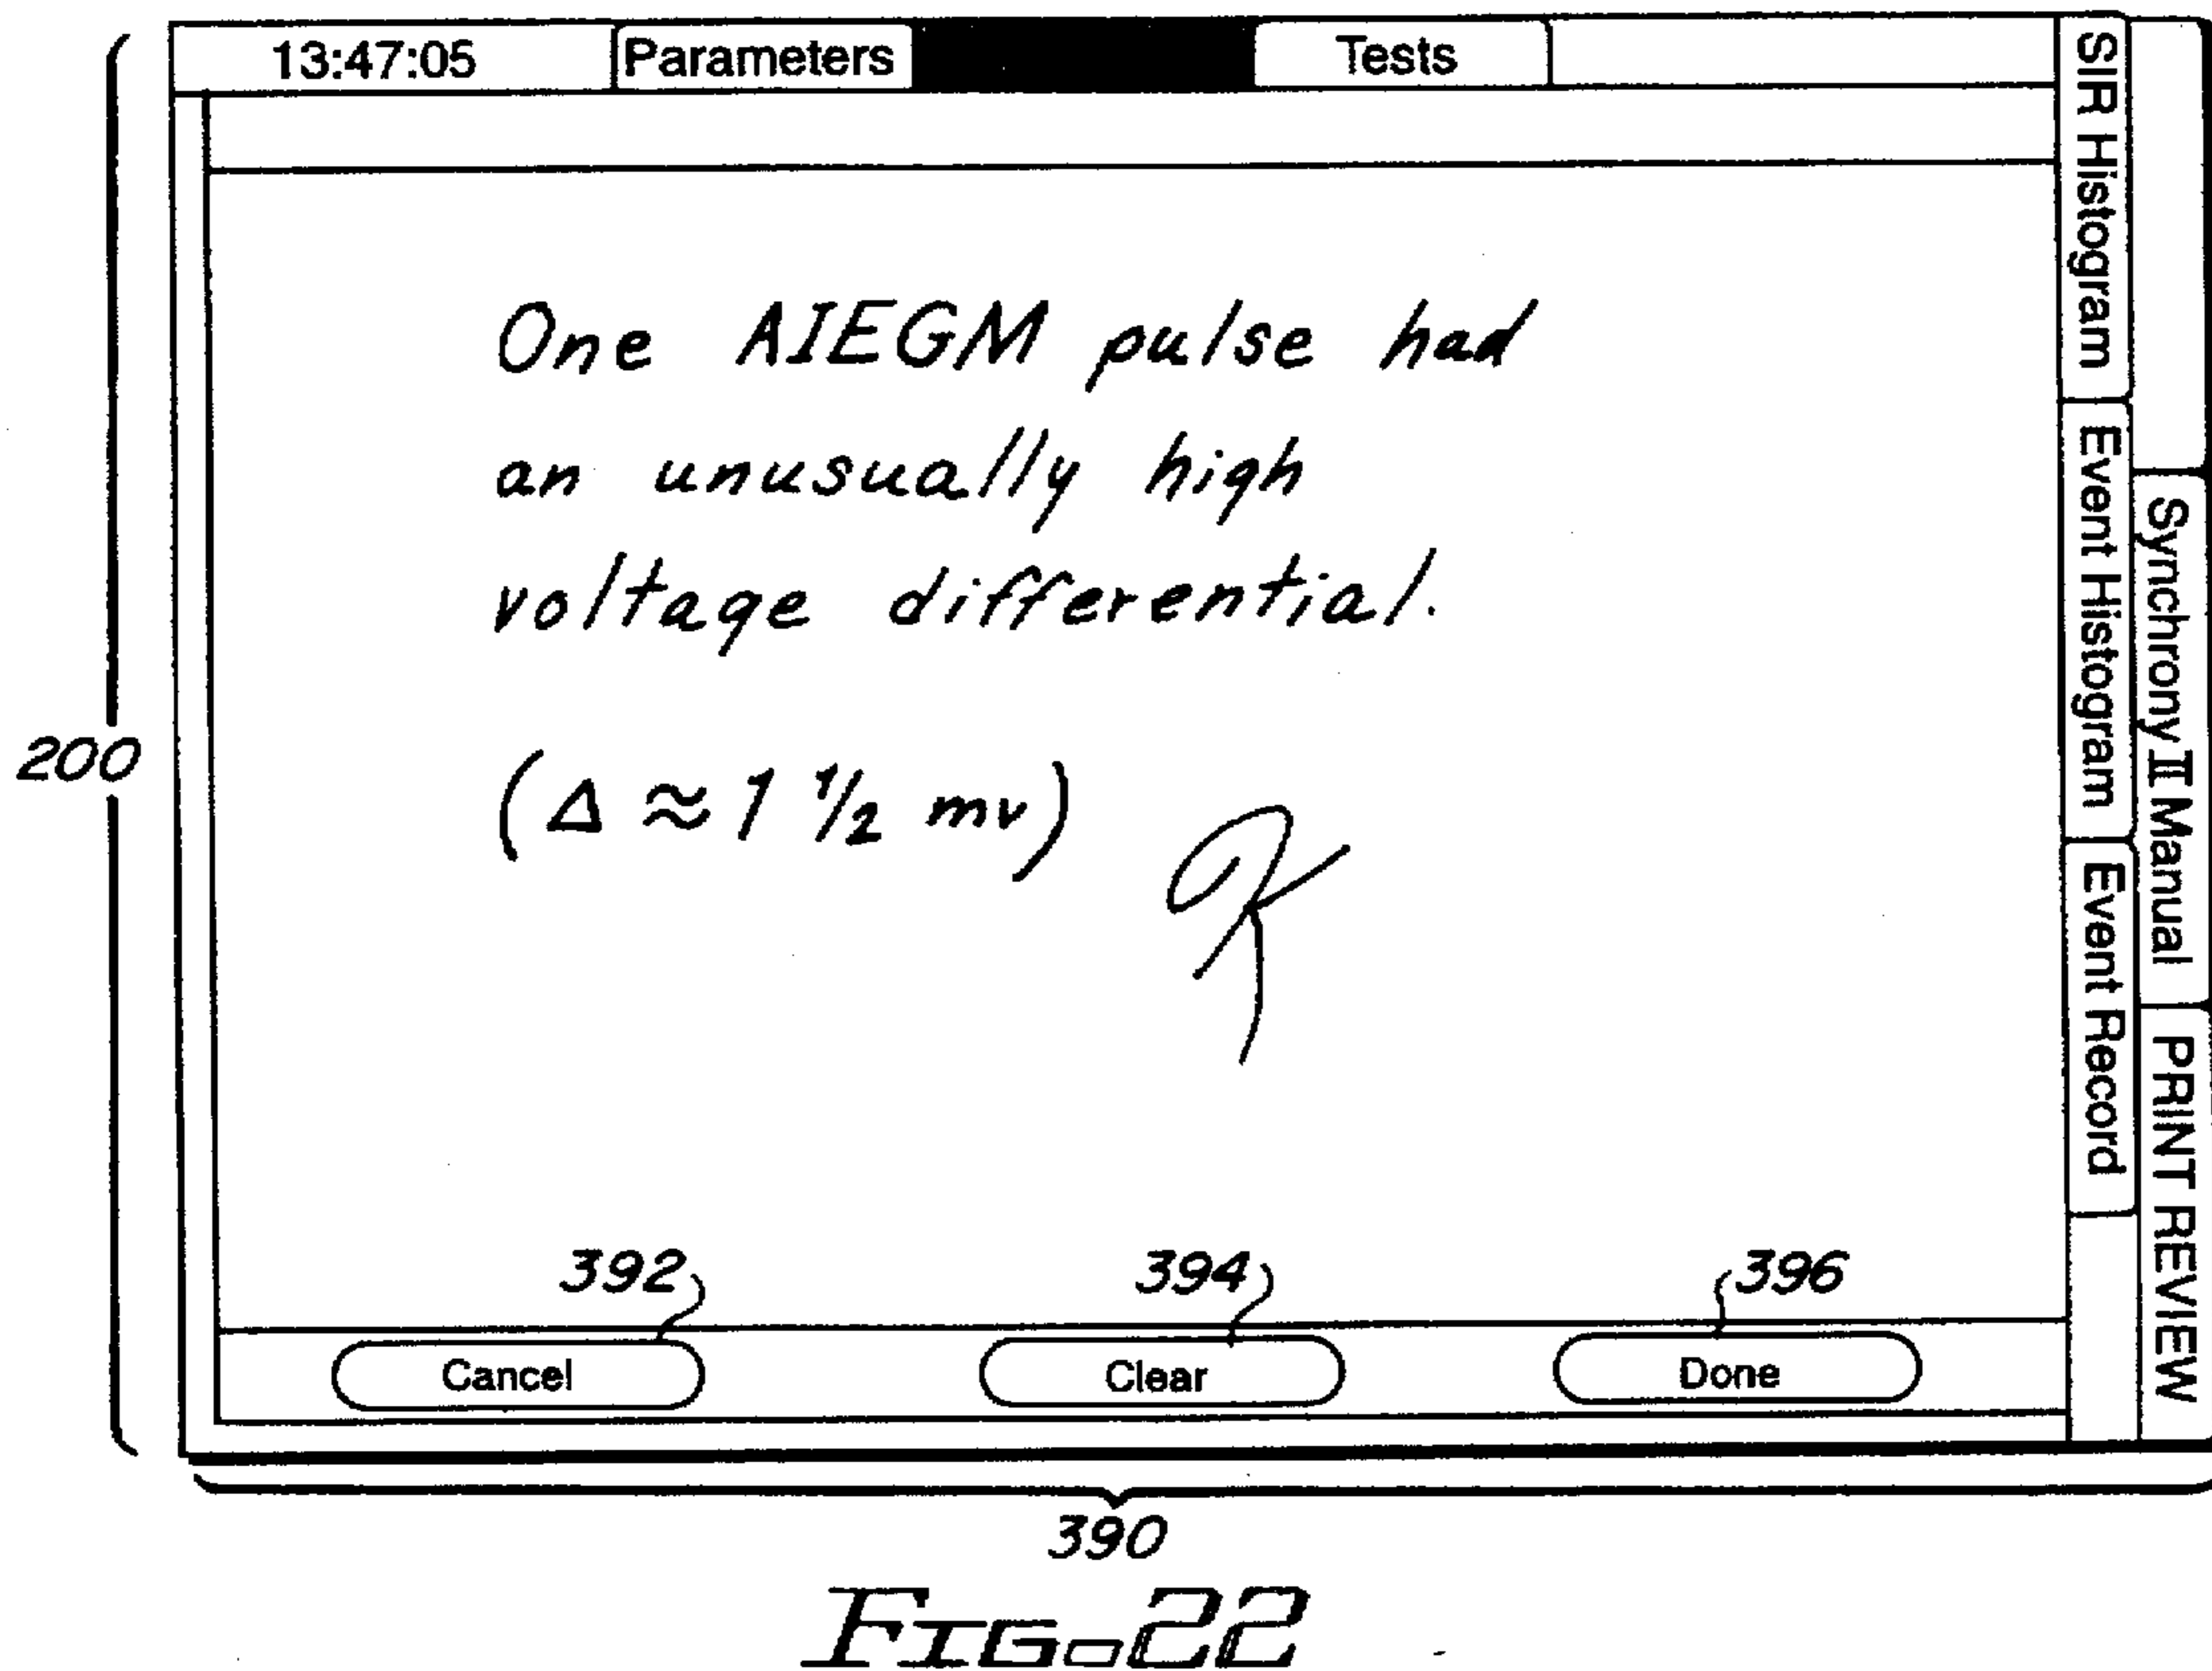 13:47:05 Parameters Tests
One AIEGM pulse had
an unusually high
voltage differential.
(Δ ≈ 1 1/2 mv)
SIR Histogram
Event Histogram
Event Record
Synchrony II Manual
PRINT REVIEW
200
392 394 396
Cancel Clear Done
390
FIG. 22